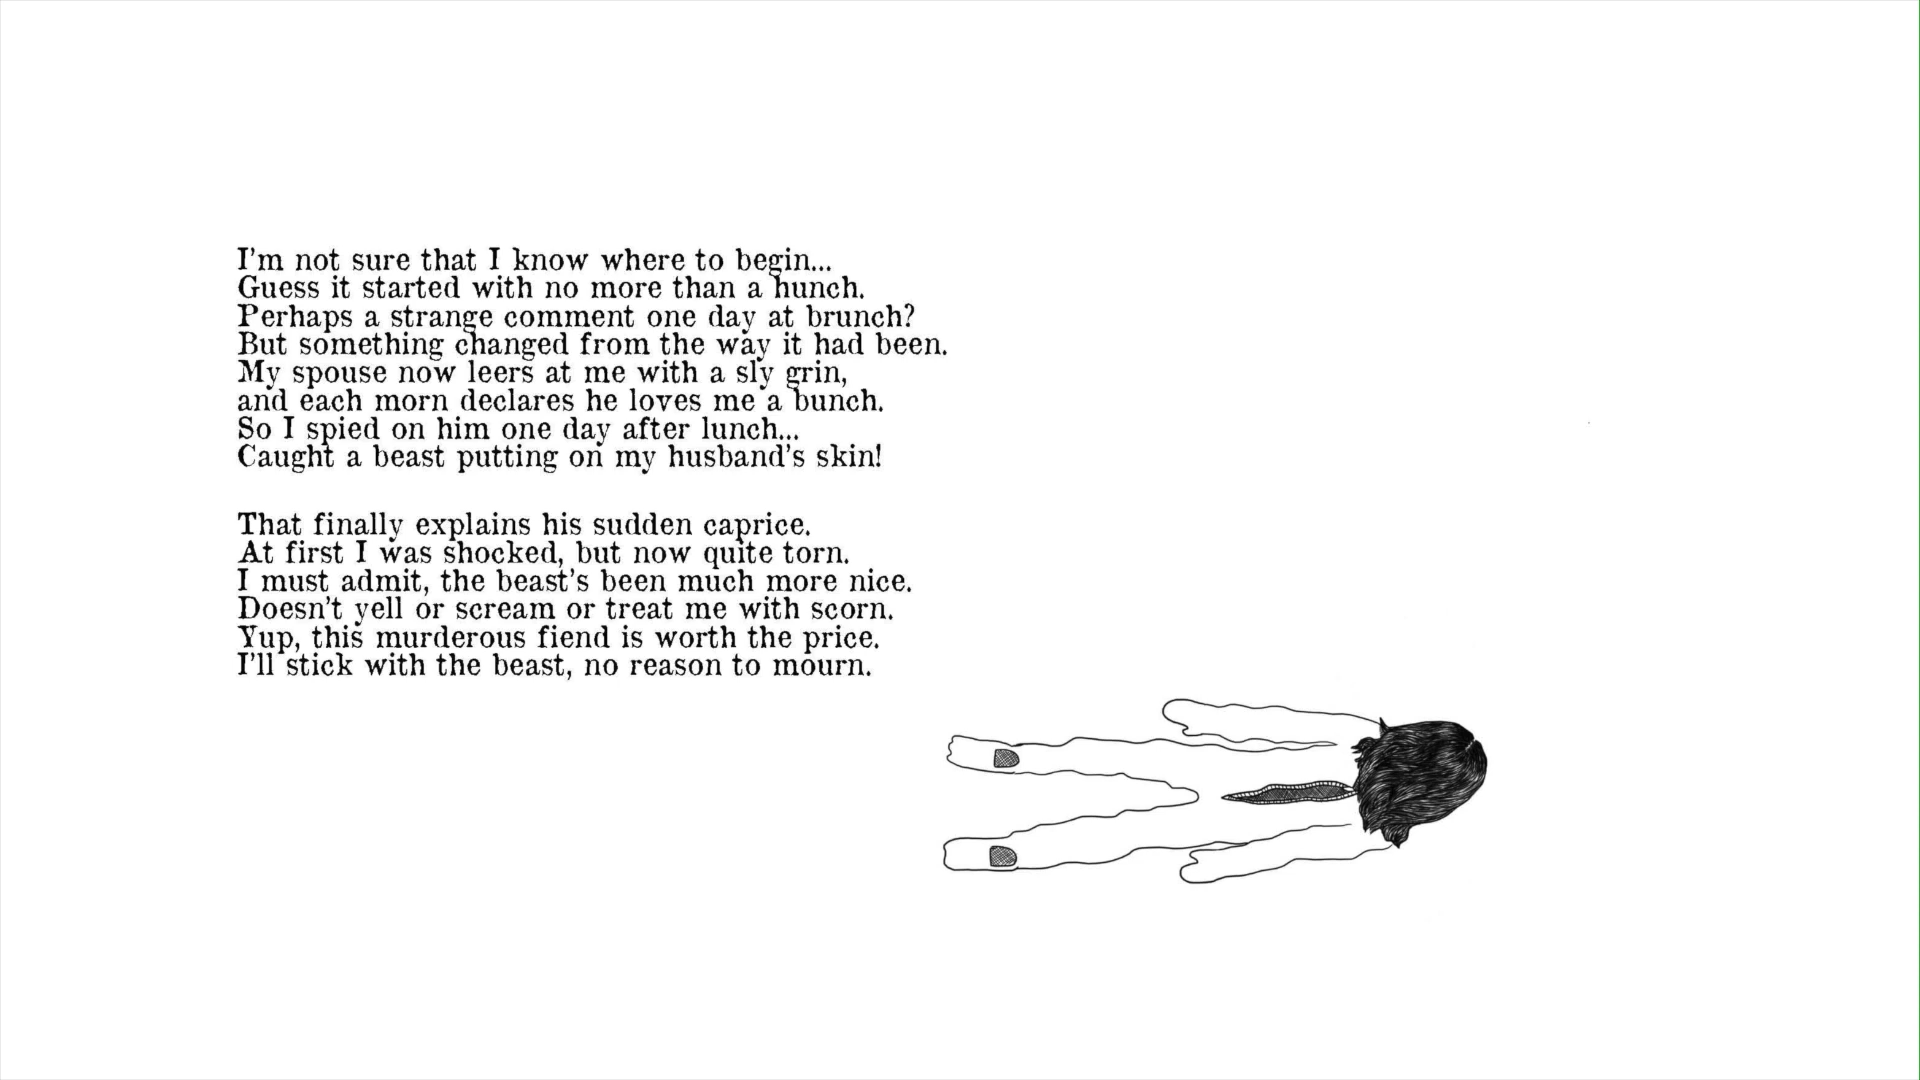 I'm not sure that I know where to begin...
Guess it started with no more than a hunch.
Perhaps a strange comment one day at brunch?
But something changed from the way it had been.
My spouse now leers at me with a sly grin,
and each morn declares he loves me a bunch.
So I spied on him one day after lunch...
Caught a beast putting on my husband's skin!

That finally explains his sudden caprice.
At first I was shocked, but now quite torn.
I must admit, the beast's been much more nice.
Doesn't yell or scream or treat me with scorn.
Yup, this murderous fiend is worth the price.
I'll stick with the beast, no reason to mourn.